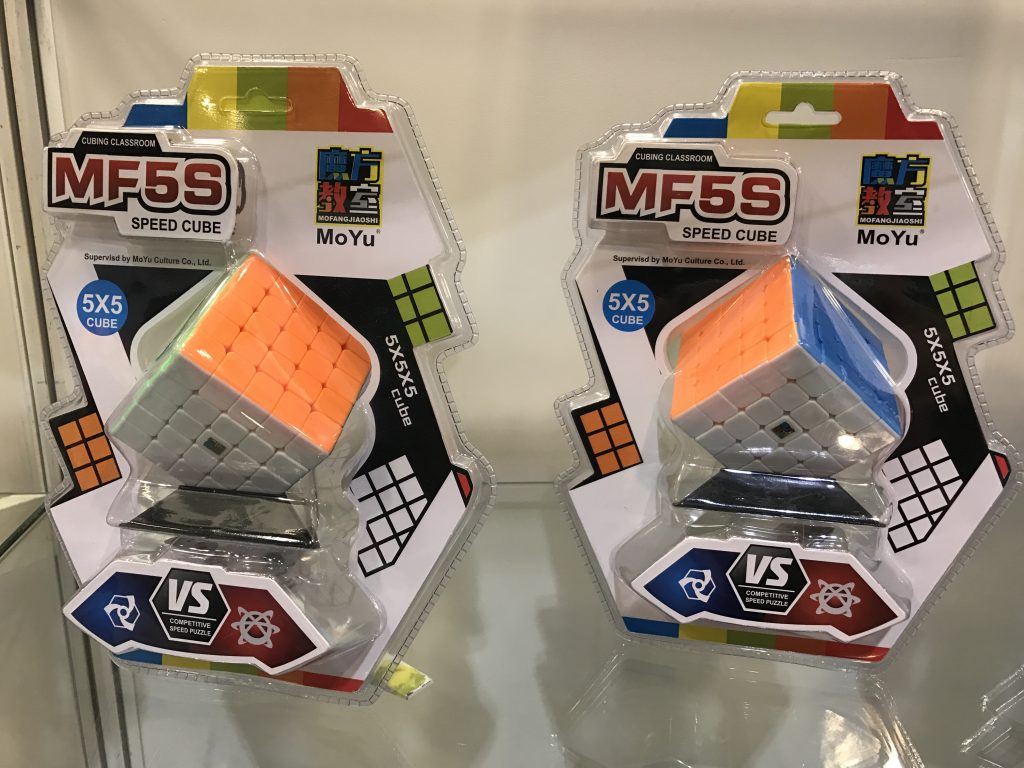 CUBING CLASSROOM
MF5S
SPEED CUBE
魔方
教室
MOFANGJIAOSHI
MoYu®
Supervisd by MoYu Culture Co., Ltd.
5X5
CUBE
5X5X5
cube
VS
COMPETITIVE
SPEED PUZZLE
CUBING CLASSROOM
MF5S
SPEED CUBE
魔方
教室
MOFANGJIAOSHI
MoYu®
Supervisd by MoYu Culture Co., Ltd.
5X5
CUBE
5X5X5
cube
VS
COMPETITIVE
SPEED PUZZLE